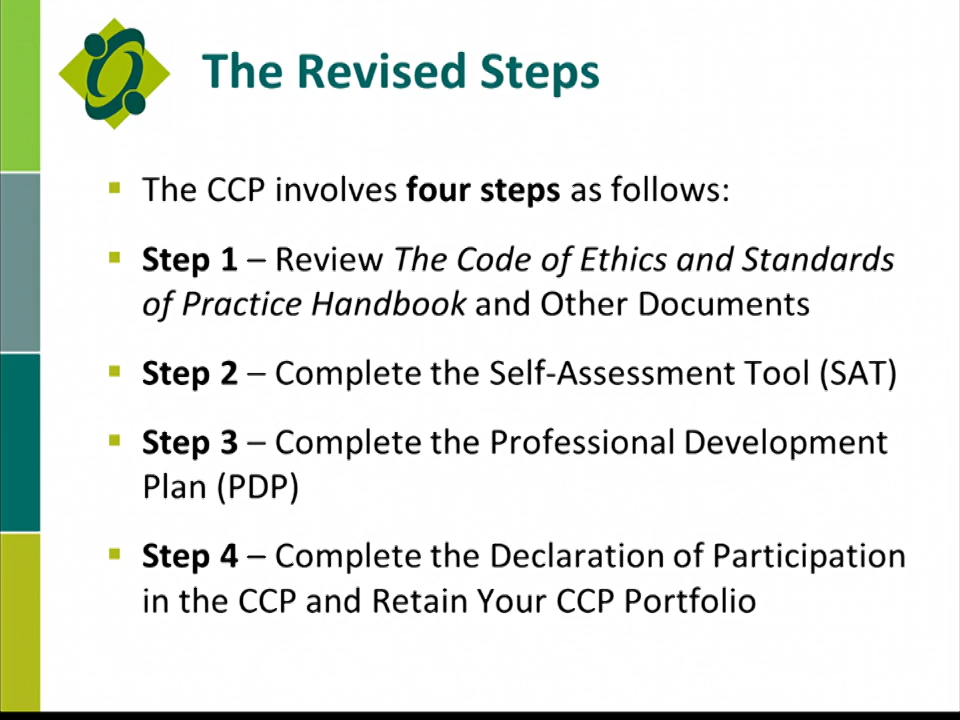 The Revised Steps
The CCP involves four steps as follows:
Step 1 – Review The Code of Ethics and Standards
of Practice Handbook and Other Documents
Step 2 – Complete the Self-Assessment Tool (SAT)
Step 3 – Complete the Professional Development
Plan (PDP)
Step 4 – Complete the Declaration of Participation
in the CCP and Retain Your CCP Portfolio